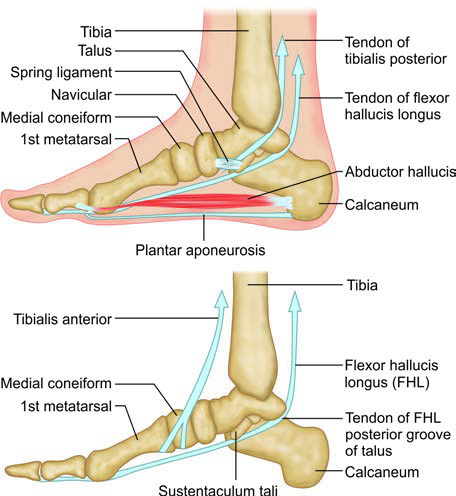 Tibia
Talus
Spring ligament
Navicular
Medial coneiform
1st metatarsal
Tendon of
tibialis posterior
Tendon of flexor
hallucis longus
Abductor hallucis
Calcaneum
Plantar aponeurosis
Tibia
Tibialis anterior
Flexor hallucis
longus (FHL)
Medial coneiform
1st metatarsal
Tendon of FHL
posterior groove
of talus
Calcaneum
Sustentaculum tali